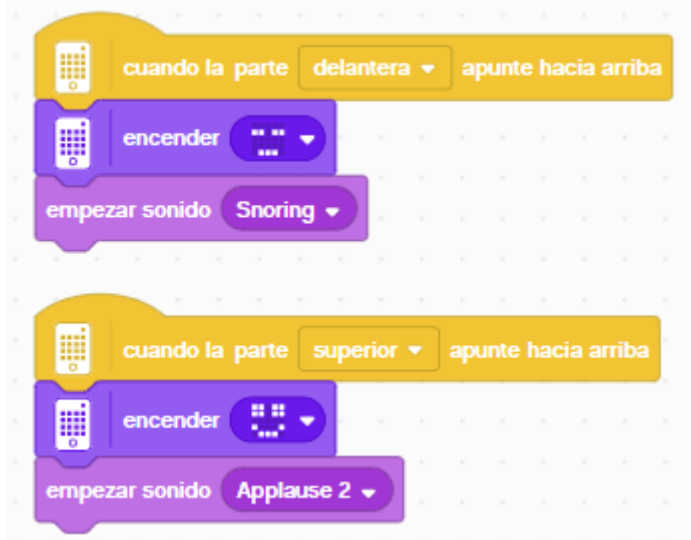 cuando la parte delantera apunte hacia arriba
encender
empezar sonido Snoring
cuando la parte superior apunte hacia arriba
encender
empezar sonido Applause 2